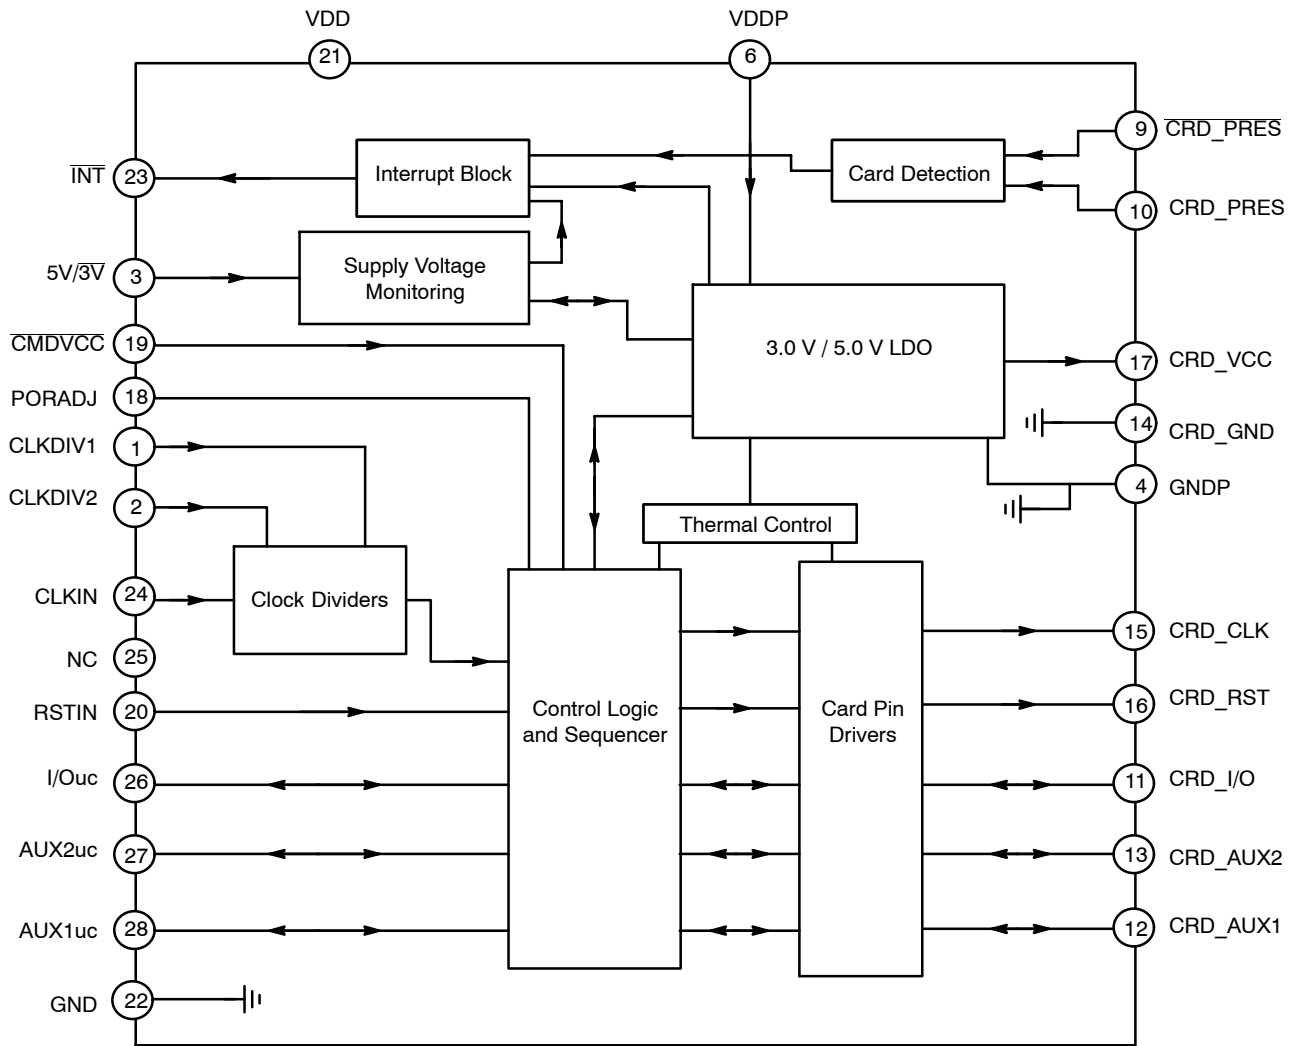 VDD
VDDP
21
6
9
CRD_PRES
INT
23
Interrupt Block
Card Detection
10
CRD_PRES
5V/3V
3
Supply Voltage
Monitoring
CMDVCC
19
3.0 V / 5.0 V LDO
17
CRD_VCC
PORADJ
18
14
CRD_GND
CLKDIV1
1
4
GNDP
CLKDIV2
2
Thermal Control
CLKIN
24
Clock Dividers
15
CRD_CLK
NC
25
RSTIN
20
Control Logic
and Sequencer
Card Pin
Drivers
16
CRD_RST
I/Ouc
26
11
CRD_I/O
AUX2uc
27
13
CRD_AUX2
AUX1uc
28
12
CRD_AUX1
GND
22